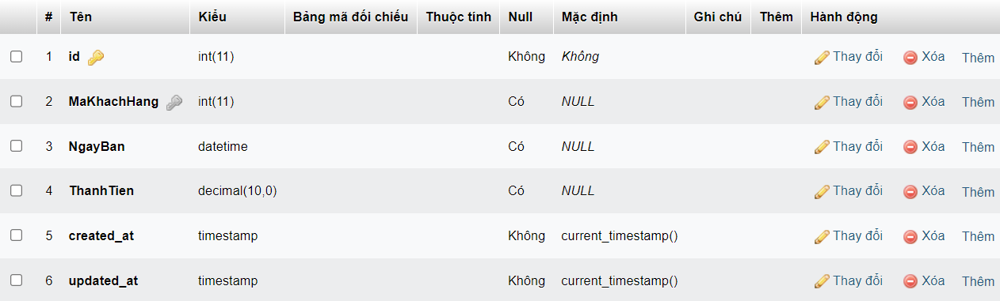 # Tên Kiểu Bảng mã đối chiếu Thuộc tính Null Mặc định Ghi chú Thêm Hành động
1 id int(11) Không Không Thay đổi Xóa Thêm
2 MaKhachHang int(11) Có NULL Thay đổi Xóa Thêm
3 NgayBan datetime Có NULL Thay đổi Xóa Thêm
4 ThanhTien decimal(10,0) Có NULL Thay đổi Xóa Thêm
5 created_at timestamp Không current_timestamp() Thay đổi Xóa Thêm
6 updated_at timestamp Không current_timestamp() Thay đổi Xóa Thêm